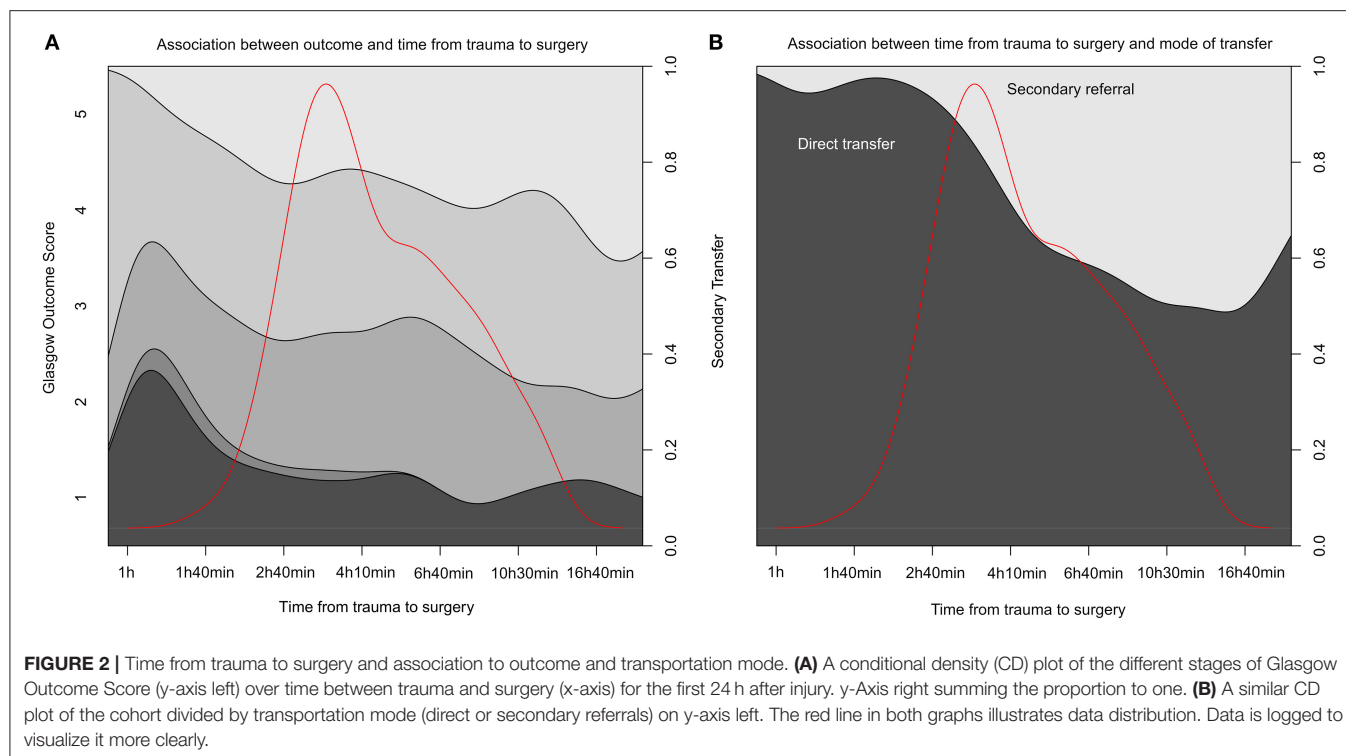 A
Association between outcome and time from trauma to surgery
Glasgow Outcome Score
5
4
3
2
1
1.0
0.8
0.6
0.4
0.2
0.0
1h 1h40min 2h40min 4h10min 6h40min 10h30min 16h40min
Time from trauma to surgery
B
Association between time from trauma to surgery and mode of transfer
Secondary referral
Direct transfer
Secondary Transfer
1.0
0.8
0.6
0.4
0.2
0.0
1h 1h40min 2h40min 4h10min 6h40min 10h30min 16h40min
Time from trauma to surgery
FIGURE 2 | Time from trauma to surgery and association to outcome and transportation mode. (A) A conditional density (CD) plot of the different stages of Glasgow
Outcome Score (y-axis left) over time between trauma and surgery (x-axis) for the first 24 h after injury. y-Axis right summing the proportion to one. (B) A similar CD
plot of the cohort divided by transportation mode (direct or secondary referrals) on y-axis left. The red line in both graphs illustrates data distribution. Data is logged to
visualize it more clearly.